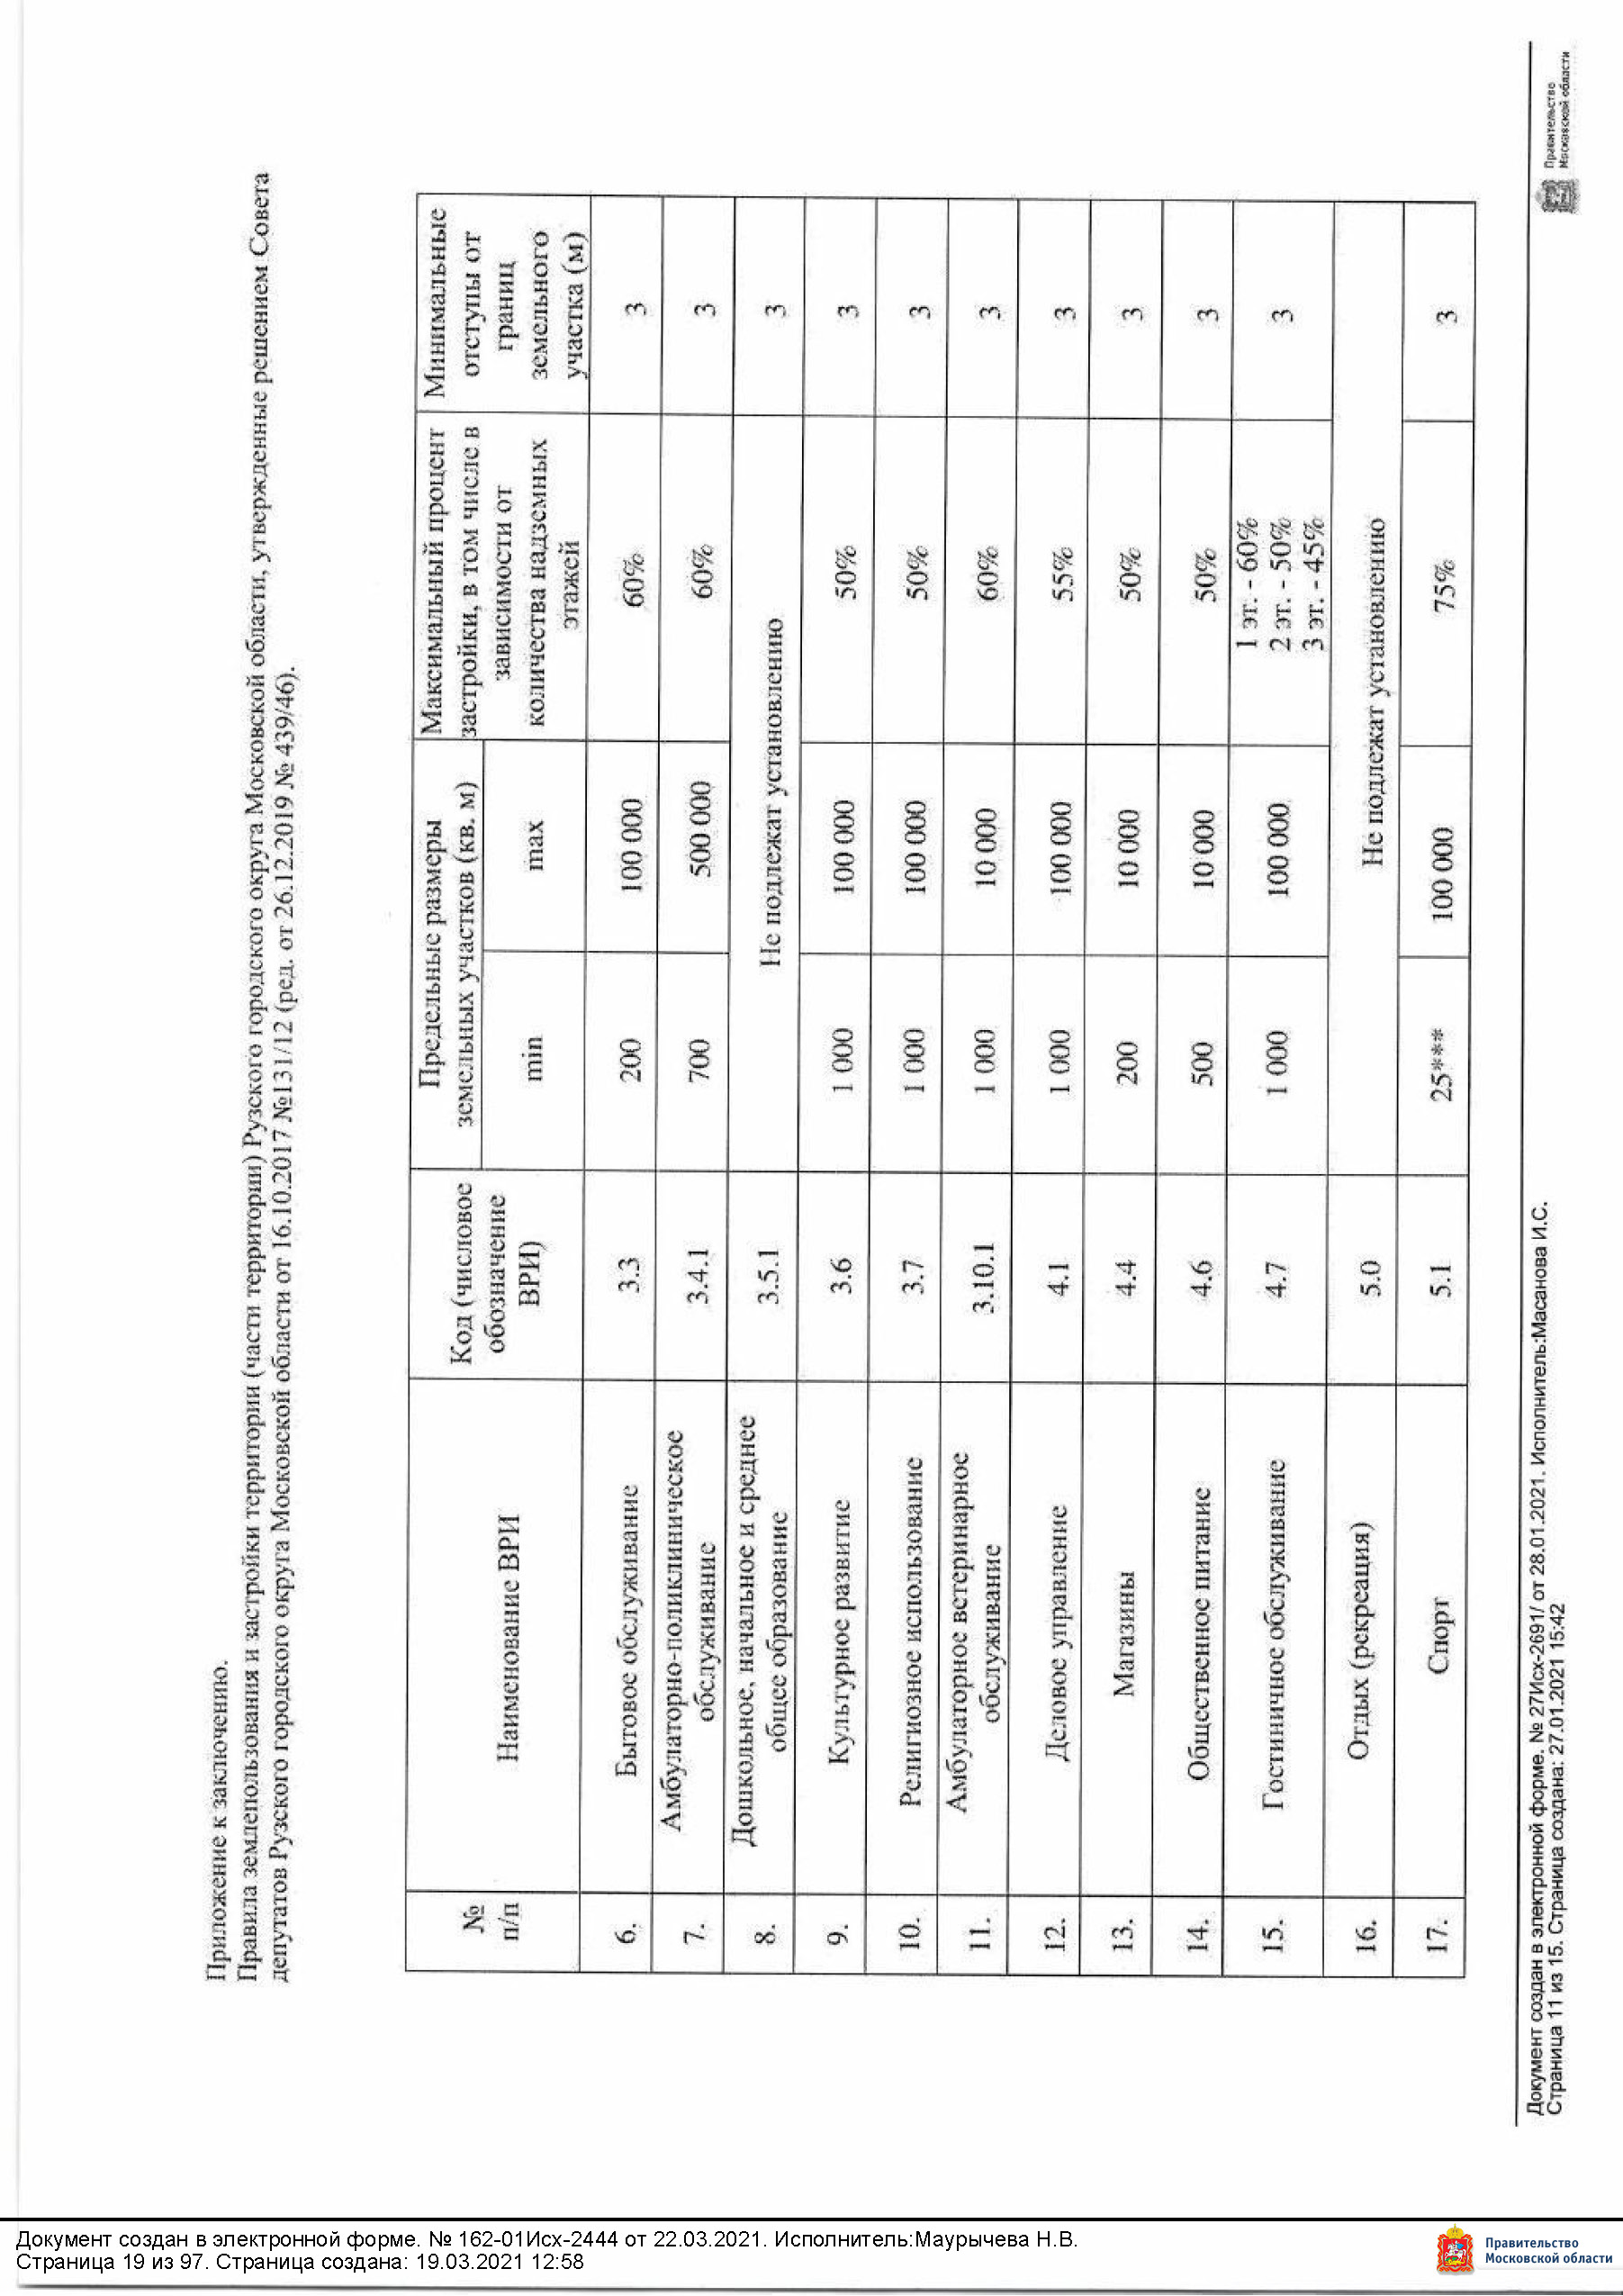 Приложение к заключению.
Правила землепользования и застройки территории (части территории) Рузского городского округа Московской области, утвержденные решением Совета
депутатов Рузского городского округа Московской области от 16.10.2017 №131/12 (ред. от 26.12.2019 № 439/46).
№ п/п Наименование ВРИ Код (числовое обозначение ВРИ) Предельные размеры земельных участков (кв. м) Максимальный процент застройки, в том числе в зависимости от количества надземных этажей Минимальные отступы от границ земельного участка (м)
min max
6. Бытовое обслуживание 3.3 200 100 000 60% 3
7. Амбулаторно-поликлиническое обслуживание 3.4.1 700 500 000 60% 3
8. Дошкольное, начальное и среднее общее образование 3.5.1 Не подлежат установлению 3
9. Культурное развитие 3.6 1 000 100 000 50% 3
10. Религиозное использование 3.7 1 000 100 000 50% 3
11. Амбулаторное ветеринарное обслуживание 3.10.1 1 000 10 000 60% 3
12. Деловое управление 4.1 1 000 100 000 55% 3
13. Магазины 4.4 200 10 000 50% 3
14. Общественное питание 4.6 500 10 000 50% 3
15. Гостиничное обслуживание 4.7 1 000 100 000 1 эт. - 60% 2 эт. - 50% 3 эт. - 45% 3
16. Отдых (рекреация) 5.0 Не подлежат установлению
17. Спорт 5.1 25*** 100 000 75% 3
Документ создан в электронной форме. № 27Исх-2691/ от 28.01.2021. Исполнитель:Масанова И.С.
Страница 11 из 15. Страница создана: 27.01.2021 15:42
Правительство
Московской области
Документ создан в электронной форме. № 162-01Исх-2444 от 22.03.2021. Исполнитель:Маурычева Н.В.
Страница 19 из 97. Страница создана: 19.03.2021 12:58
Правительство
Московской области